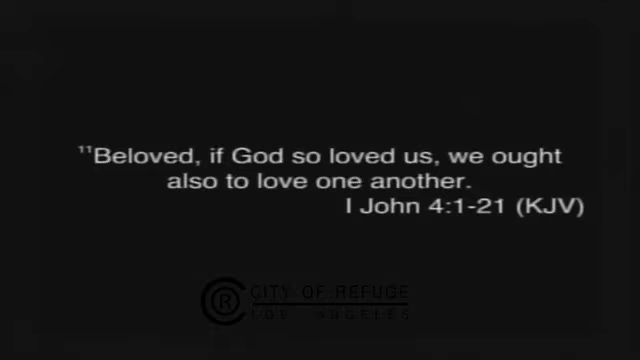 ¹¹Beloved, if God so loved us, we ought
also to love one another.
I John 4:1-21 (KJV)
CR CITY OF REFUGE
LOS ANGELES